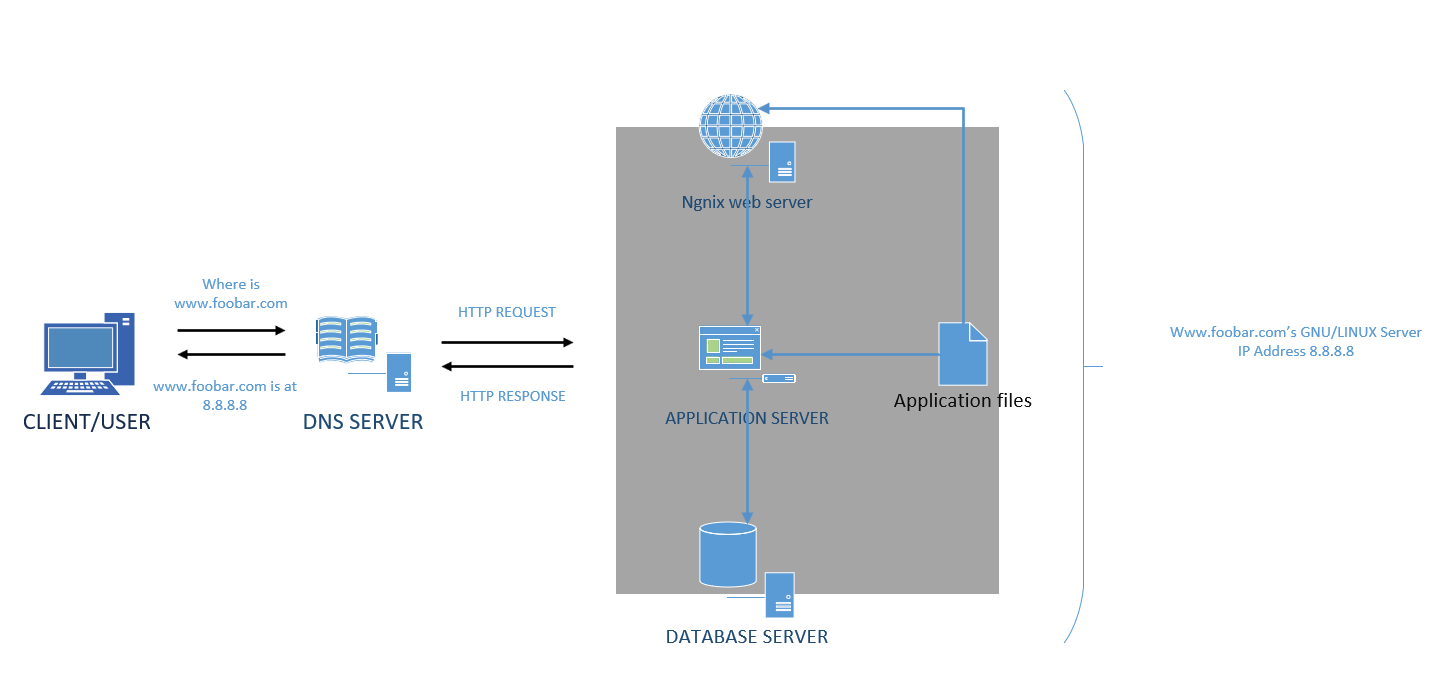 Where is
www.foobar.com
www.foobar.com is at
8.8.8.8
CLIENT/USER
DNS SERVER
HTTP REQUEST
HTTP RESPONSE
Ngnix web server
APPLICATION SERVER
Application files
DATABASE SERVER
Www.foobar.com’s GNU/LINUX Server
IP Address 8.8.8.8